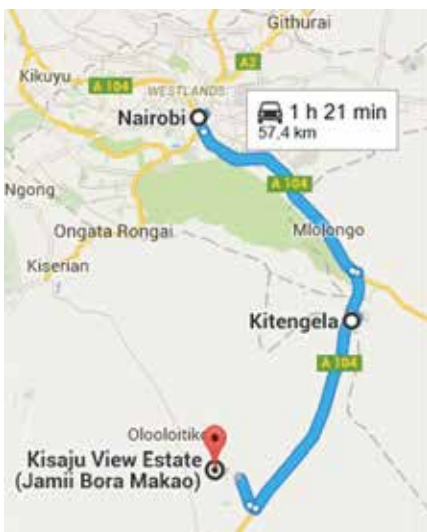 Githurai
A2
Kikuyu
A 104
WESTLANDS
1 h 21 min
57,4 km
Nairobi
A 104
Ngong
Ongata Rongai
Mlolongo
Kiserian
Kitengela
A 104
Olooloitik
Kisaju View Estate
(Jamii Bora Makao)